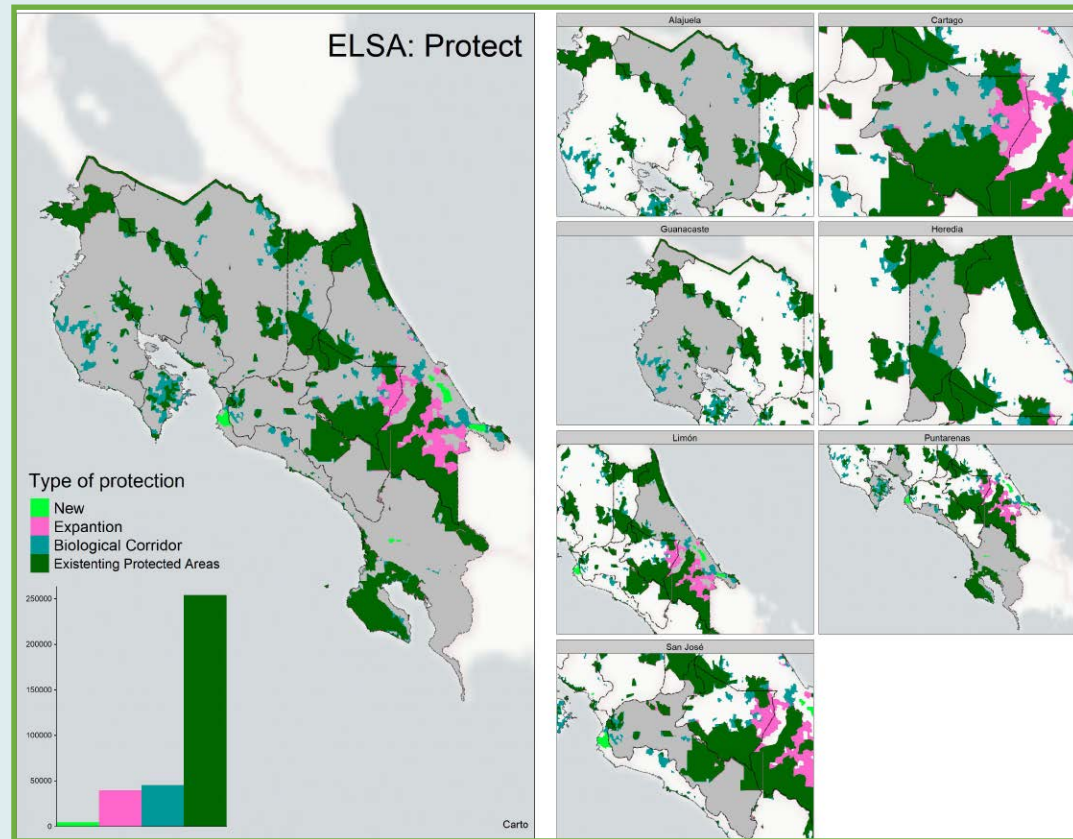 ELSA: Protect
Type of protection
New
Expantion
Biological Corridor
Existenting Protected Areas
250000
200000
150000
100000
50000
0
Carto
Alajuela
Cartago
Guanacaste
Heredia
Limón
Puntarenas
San José